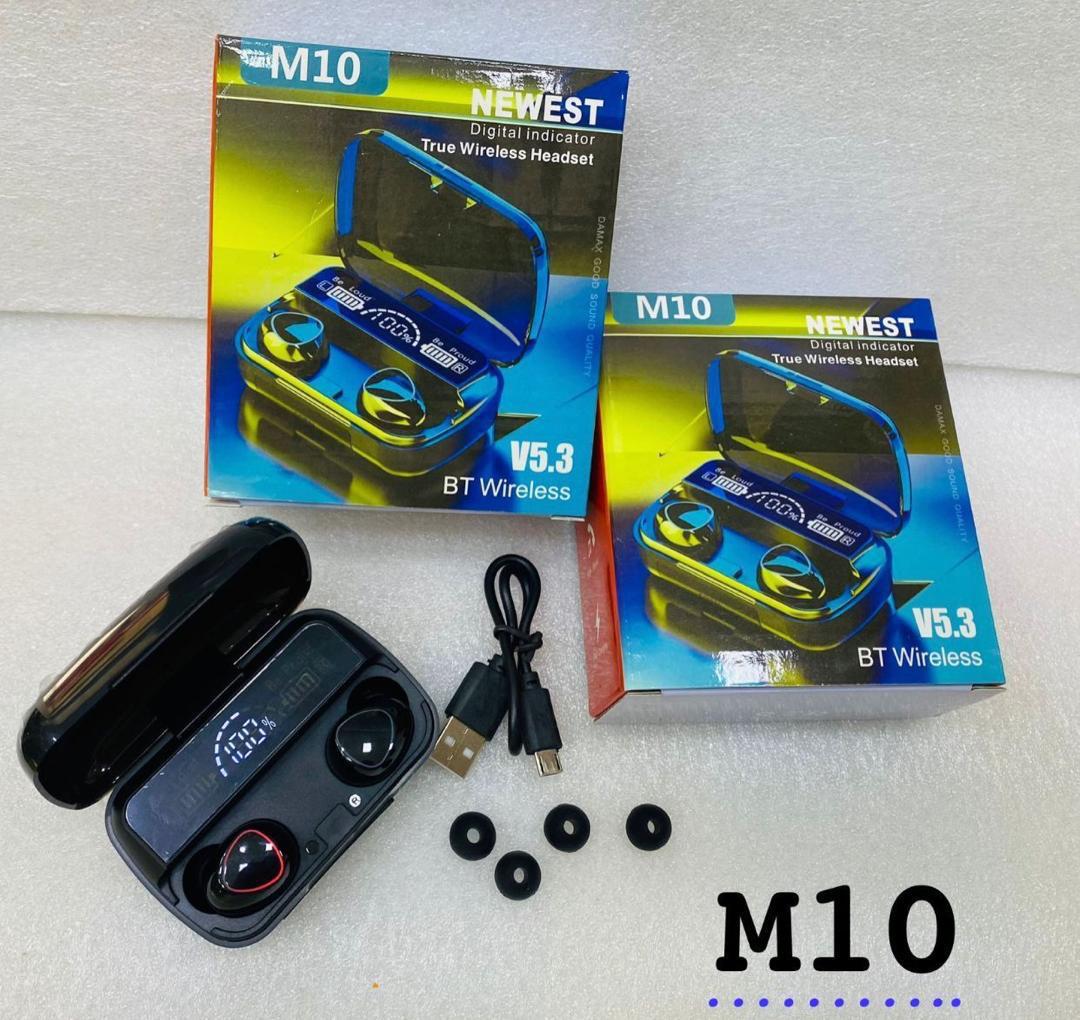 M10
NEWEST
Digital indicator
True Wireless Headset
DAMAX GOOD SOUND QUALITY
Be Loud
L
100%
Be Proud
R
V5.3
BT Wireless
M10
NEWEST
Digital indicator
True Wireless Headset
DAMAX GOOD SOUND QUALITY
Be Loud
L
100%
Be Proud
R
V5.3
BT Wireless
100%
R
M10